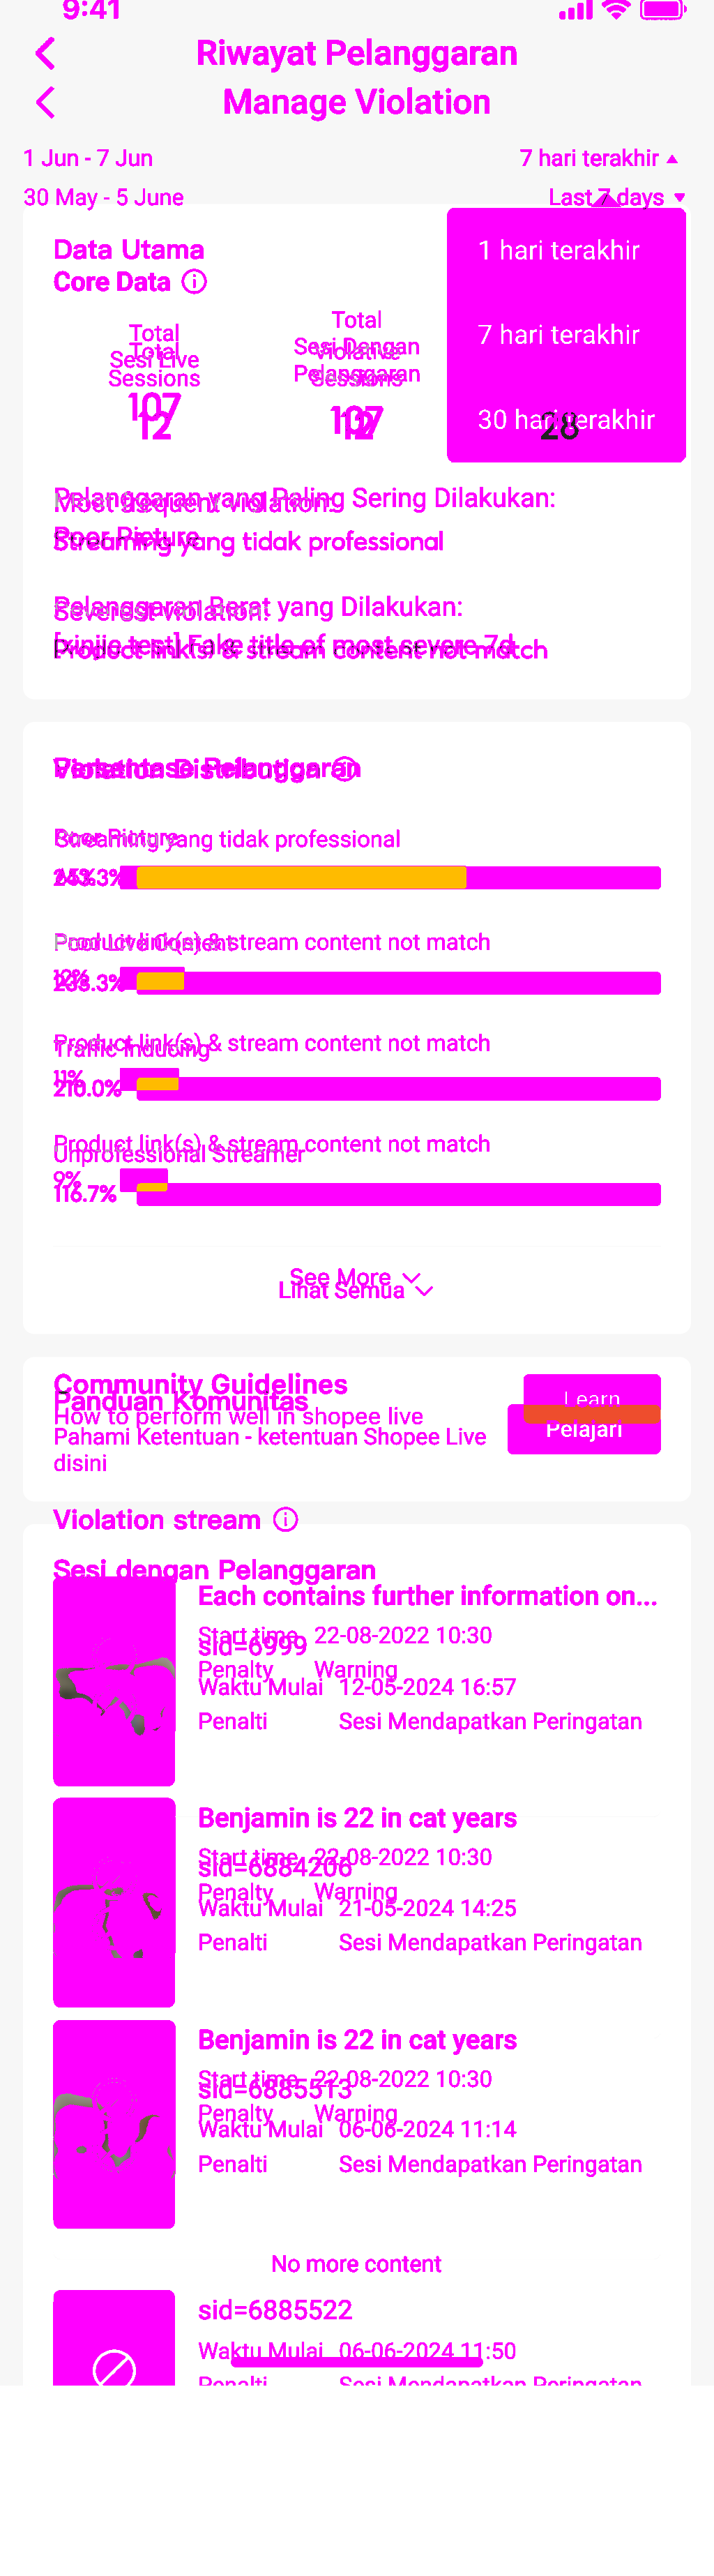 9:41
Riwayat Pelanggaran
Manage Violation
1 Jun - 7 Jun
7 hari terakhir
30 May - 5 June
Last 7 days
Data Utama
Core Data
1 hari terakhir
7 hari terakhir
30 hari terakhir
28
Total
Sesi Live
Total
Sessions
107
12
Total
Sesi Dengan
Pelanggaran
Violative
Sessions
107
12
Pelanggaran yang Paling Sering Dilakukan:
Most frequent violation:
Poor Picture
Streaming yang tidak professional
Pelanggaran Berat yang Dilakukan:
Severest violation:
[xinjie test] Fake title of most severe 7d
Product link(s) & stream content not match
Persentase Pelanggaran
Violation Distribution
Poor Picture
Streaming yang tidak professional
Product link(s) & stream content not match
Poor Live Content
12%
Product link(s) & stream content not match
Traffic Inducing
11%
Product link(s) & stream content not match
Unprofessional Streamer
9%
116.7%
See More
Lihat Semua
Community Guidelines
Panduan Komunitas
How to perform well in shopee live
Pahami Ketentuan - ketentuan Shopee Live
disini
Learn
Pelajari
Violation stream
Sesi dengan Pelanggaran
Each contains further information on...
Start time 22-08-2022 10:30
sid=6999
Penalty Warning
Waktu Mulai 12-05-2024 16:57
Penalti Sesi Mendapatkan Peringatan
Benjamin is 22 in cat years
Start time 22-08-2022 10:30
sid=6884206
Penalty Warning
Waktu Mulai 21-05-2024 14:25
Penalti Sesi Mendapatkan Peringatan
Benjamin is 22 in cat years
Start time 22-08-2022 10:30
sid=6885513
Penalty Warning
Waktu Mulai 06-06-2024 11:14
Penalti Sesi Mendapatkan Peringatan
No more content
sid=6885522
Waktu Mulai 06-06-2024 11:50
Penalti Sesi Mendapatkan Peringatan